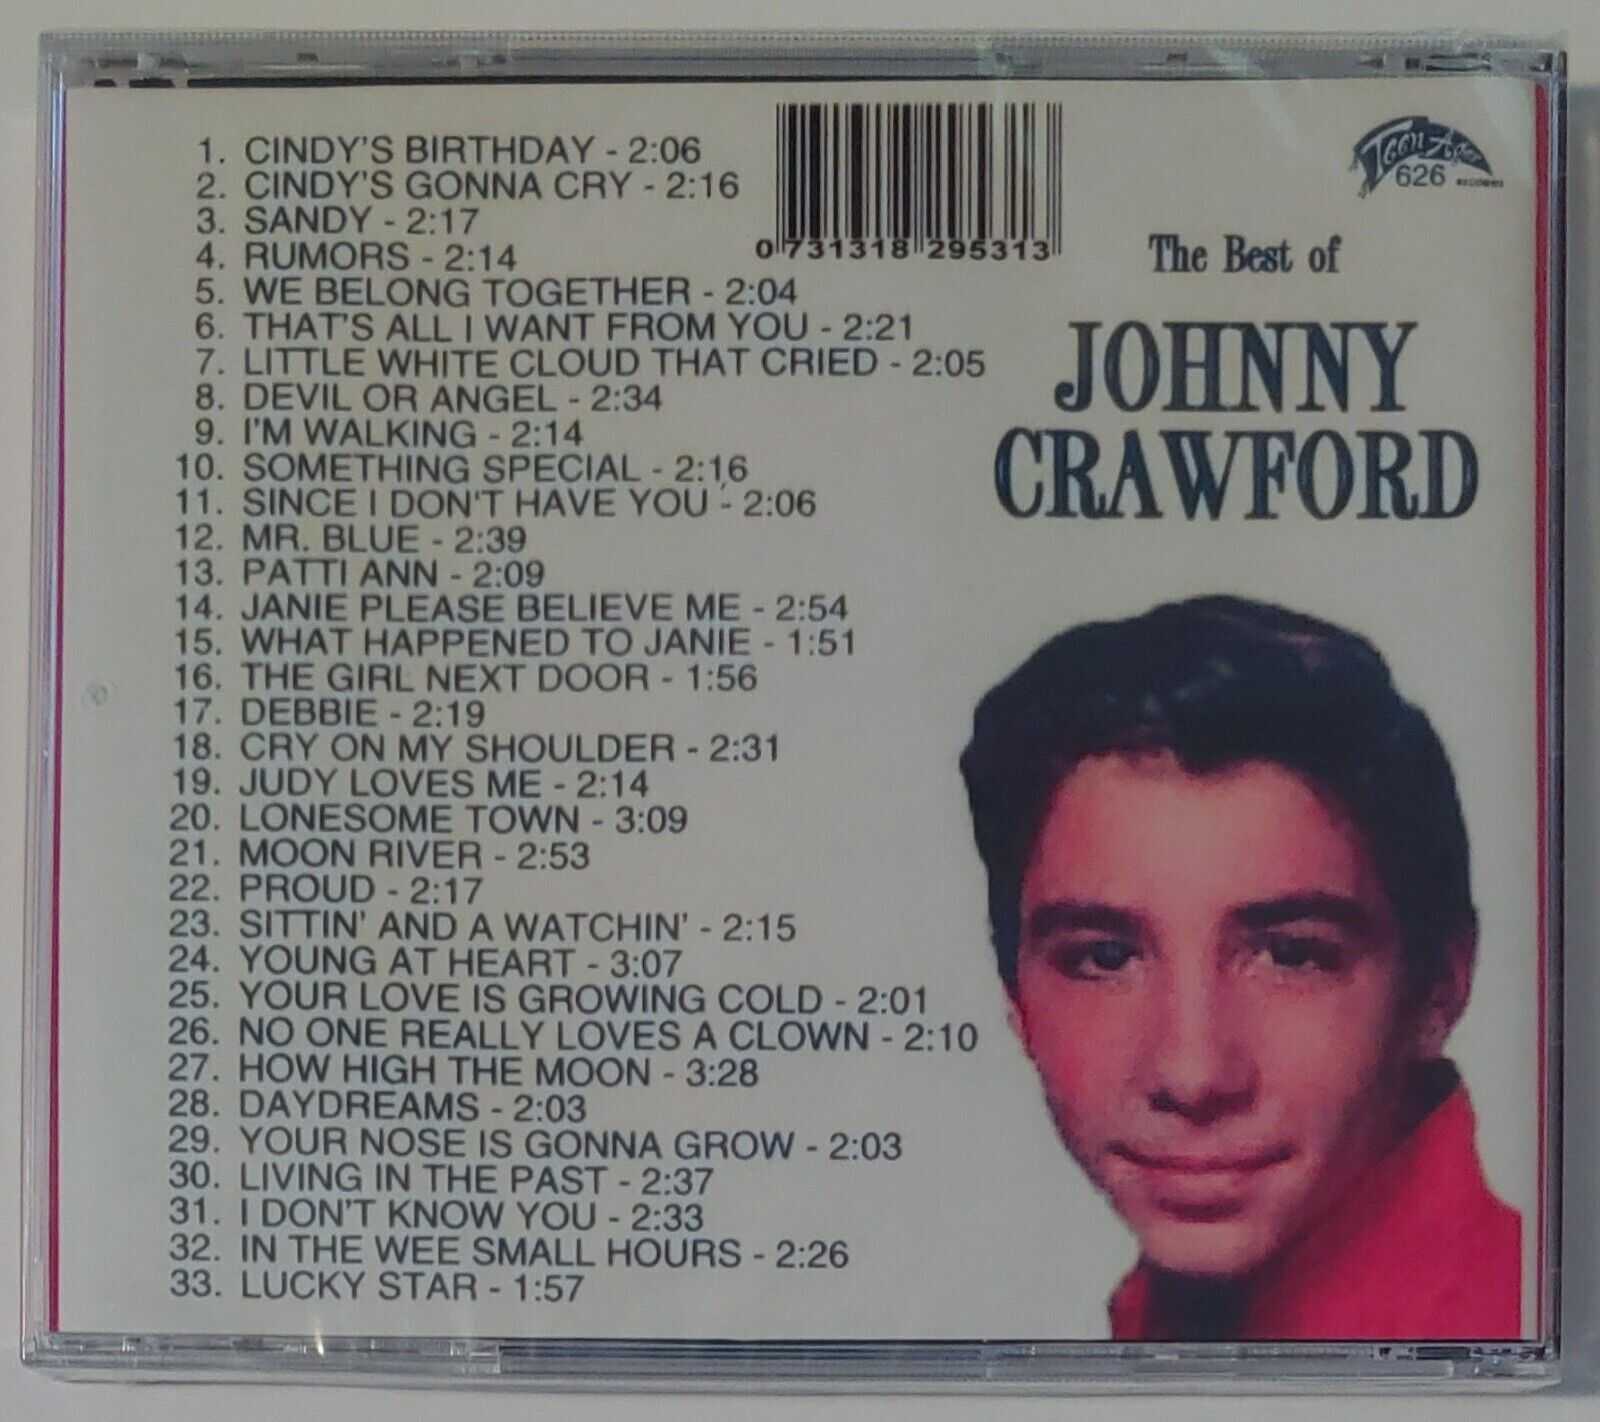 1. CINDY'S BIRTHDAY - 2:06
2. CINDY'S GONNA CRY - 2:16
3. SANDY - 2:17
4. RUMORS - 2:14
5. WE BELONG TOGETHER - 2:04
6. THAT'S ALL I WANT FROM YOU - 2:21
7. LITTLE WHITE CLOUD THAT CRIED - 2:05
8. DEVIL OR ANGEL - 2:34
9. I'M WALKING - 2:14
10. SOMETHING SPECIAL - 2:16
11. SINCE I DON'T HAVE YOU - 2:06
12. MR. BLUE - 2:39
13. PATTI ANN - 2:09
14. JANIE PLEASE BELIEVE ME - 2:54
15. WHAT HAPPENED TO JANIE - 1:51
16. THE GIRL NEXT DOOR - 1:56
17. DEBBIE - 2:19
18. CRY ON MY SHOULDER - 2:31
19. JUDY LOVES ME - 2:14
20. LONESOME TOWN - 3:09
21. MOON RIVER - 2:53
22. PROUD - 2:17
23. SITTIN' AND A WATCHIN' - 2:15
24. YOUNG AT HEART - 3:07
25. YOUR LOVE IS GROWING COLD - 2:01
26. NO ONE REALLY LOVES A CLOWN - 2:10
27. HOW HIGH THE MOON - 3:28
28. DAYDREAMS - 2:03
29. YOUR NOSE IS GONNA GROW - 2:03
30. LIVING IN THE PAST - 2:37
31. I DON'T KNOW YOU - 2:33
32. IN THE WEE SMALL HOURS - 2:26
33. LUCKY STAR - 1:57
0 731318 295313
Teen-Ager
626 RECORDS
The Best of
JOHNNY
CRAWFORD